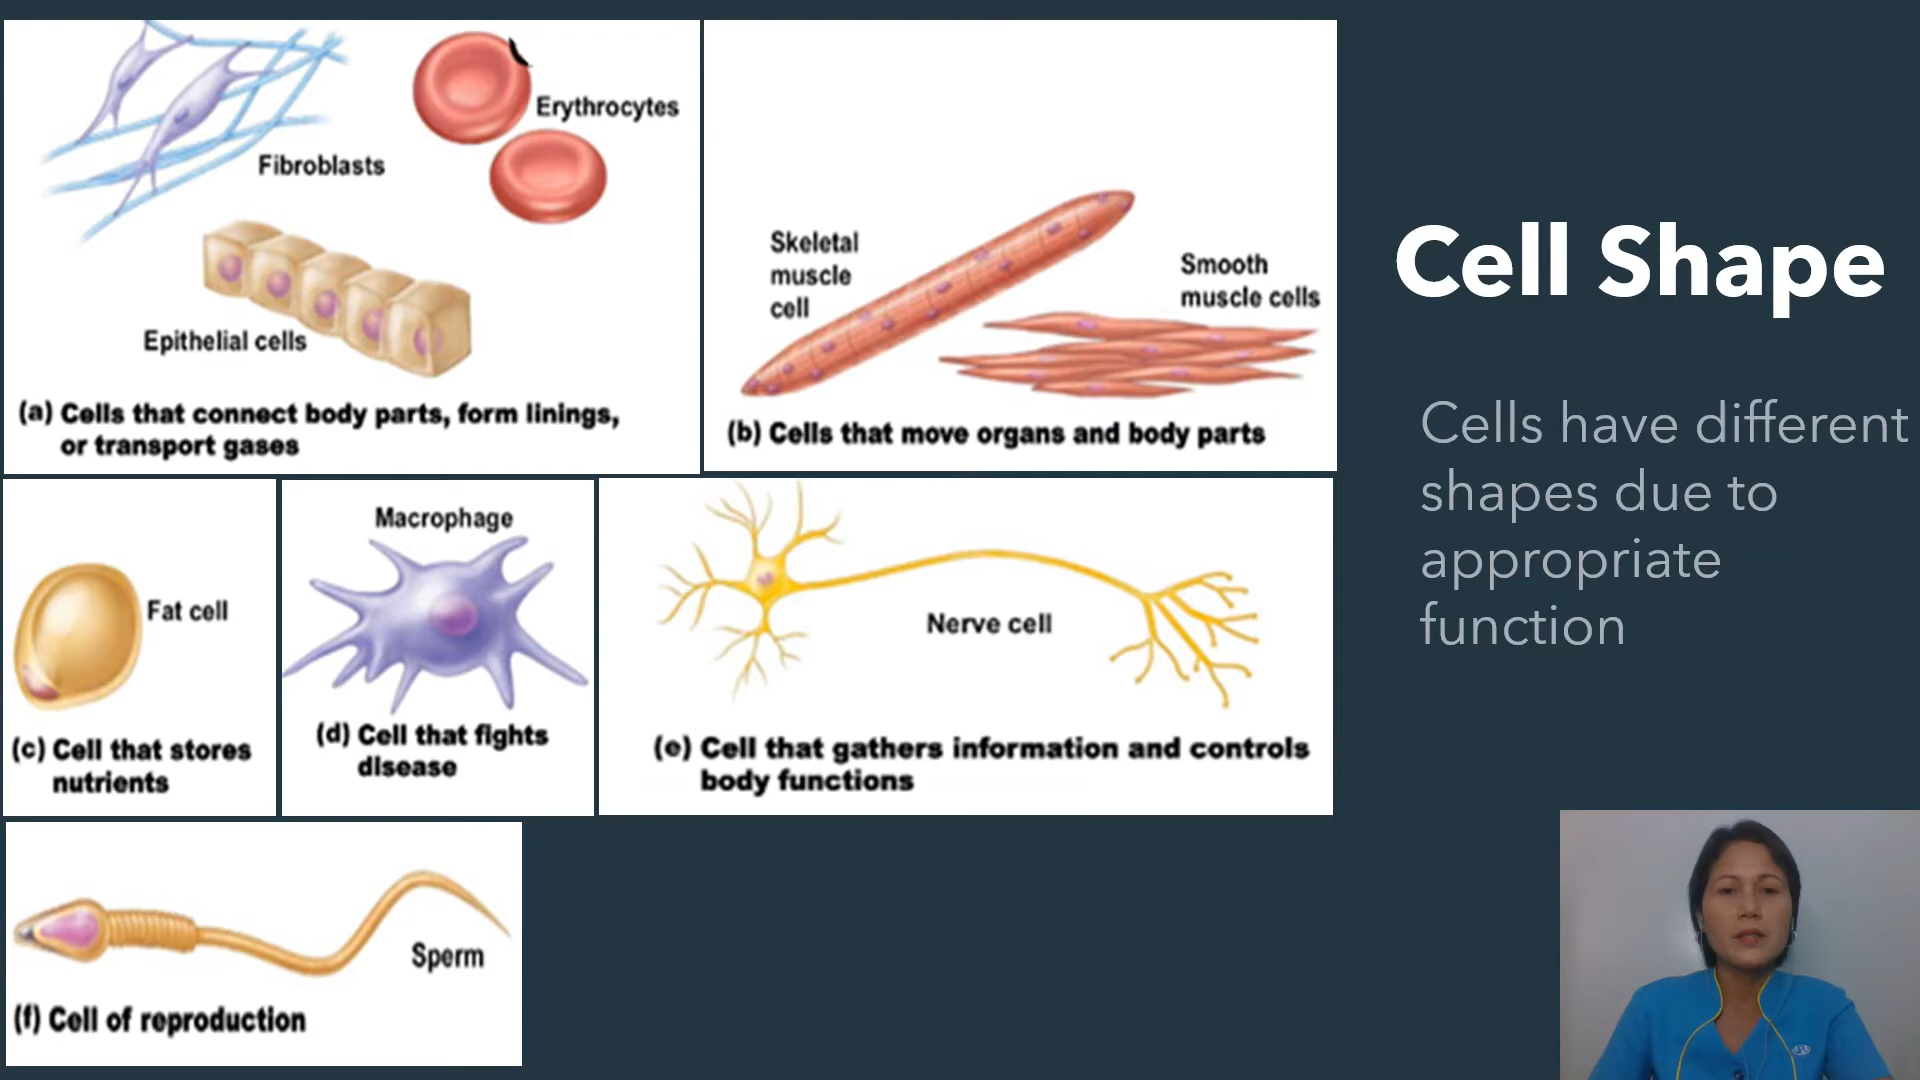 Fibroblasts
Erythrocytes
Epithelial cells
(a) Cells that connect body parts, form linings,
or transport gases
Skeletal
muscle
cell
Smooth
muscle cells
(b) Cells that move organs and body parts
Fat cell
(c) Cell that stores
nutrients
Macrophage
(d) Cell that fights
disease
Nerve cell
(e) Cell that gathers information and controls
body functions
Sperm
(f) Cell of reproduction
Cell Shape
Cells have different
shapes due to
appropriate
function